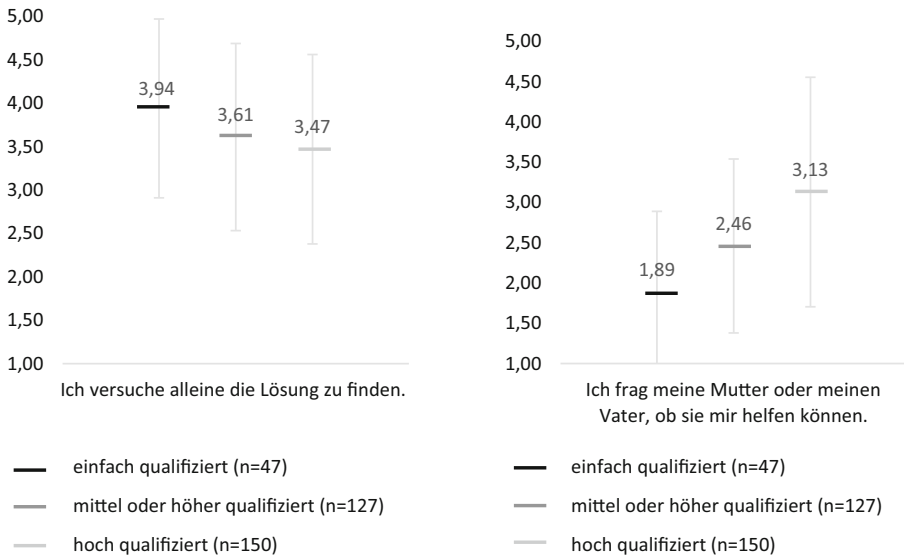 5,00
4,50
4,00
3,50
3,00
2,50
2,00
1,50
1,00
3,94
3,61
3,47
Ich versuche alleine die Lösung zu finden.
einfach qualifiziert (n=47)
mittel oder höher qualifiziert (n=127)
hoch qualifiziert (n=150)
5,00
4,50
4,00
3,50
3,00
2,50
2,00
1,50
1,00
1,89
2,46
3,13
Ich frag meine Mutter oder meinen
Vater, ob sie mir helfen können.
einfach qualifiziert (n=47)
mittel oder höher qualifiziert (n=127)
hoch qualifiziert (n=150)